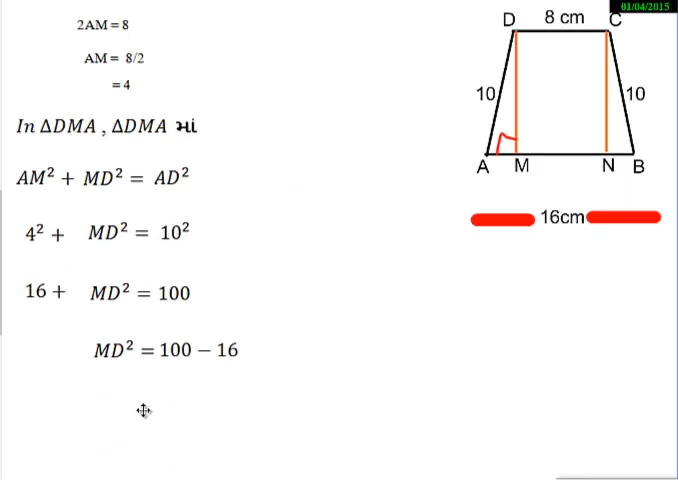 01/04/2015
2AM = 8
AM = 8/2
= 4
In ΔDMA , ΔDMA માં
AM² + MD² = AD²
4² + MD² = 10²
16 + MD² = 100
MD² = 100 − 16
D 8 cm C
10 10
A M N B
16cm